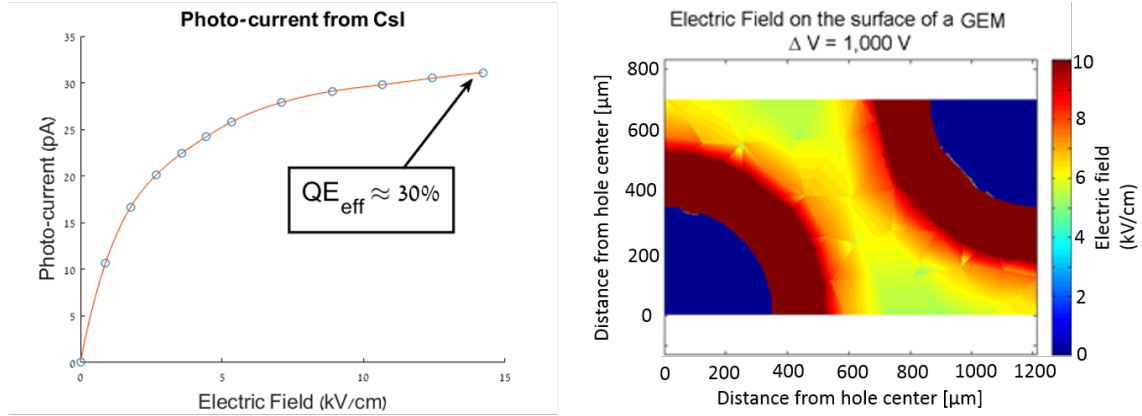 Photo-current from CsI
35
30
25
20
15
10
5
0
Photo-current (pA)
QE_eff ≈ 30%
0
5
10
15
Electric Field (kV/cm)
Electric Field on the surface of a GEM
Δ V = 1,000 V
800
600
400
200
0
Distance from hole center [µm]
0 200 400 600 800 1000 1200
Distance from hole center [µm]
10
8
6
4
2
0
Electric field
(kV/cm)